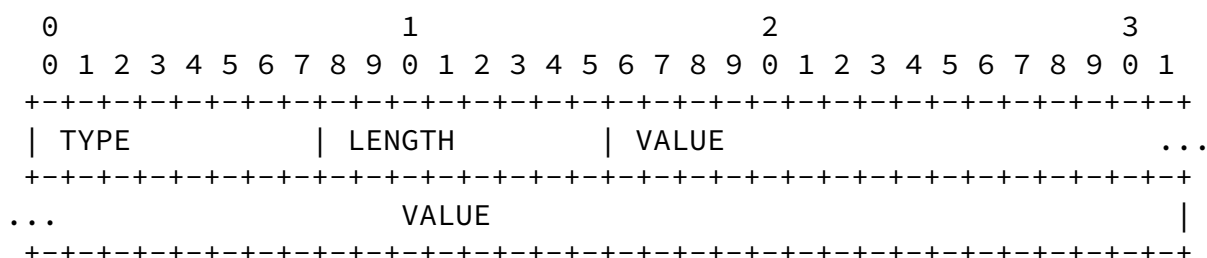 0                   1                   2                   3
 0 1 2 3 4 5 6 7 8 9 0 1 2 3 4 5 6 7 8 9 0 1 2 3 4 5 6 7 8 9 0 1
+-+-+-+-+-+-+-+-+-+-+-+-+-+-+-+-+-+-+-+-+-+-+-+-+-+-+-+-+-+-+-+-+
| TYPE          | LENGTH        | VALUE                        ...
+-+-+-+-+-+-+-+-+-+-+-+-+-+-+-+-+-+-+-+-+-+-+-+-+-+-+-+-+-+-+-+-+
...                  VALUE                                      |
+-+-+-+-+-+-+-+-+-+-+-+-+-+-+-+-+-+-+-+-+-+-+-+-+-+-+-+-+-+-+-+-+